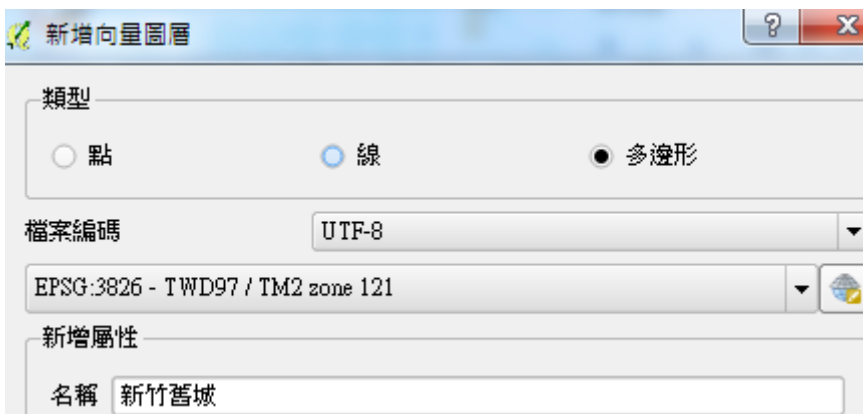 新增向量圖層
類型
點 線 多邊形
檔案編碼 UTF-8
EPSG:3826 - TWD97 / TM2 zone 121
新增屬性
名稱 新竹舊城